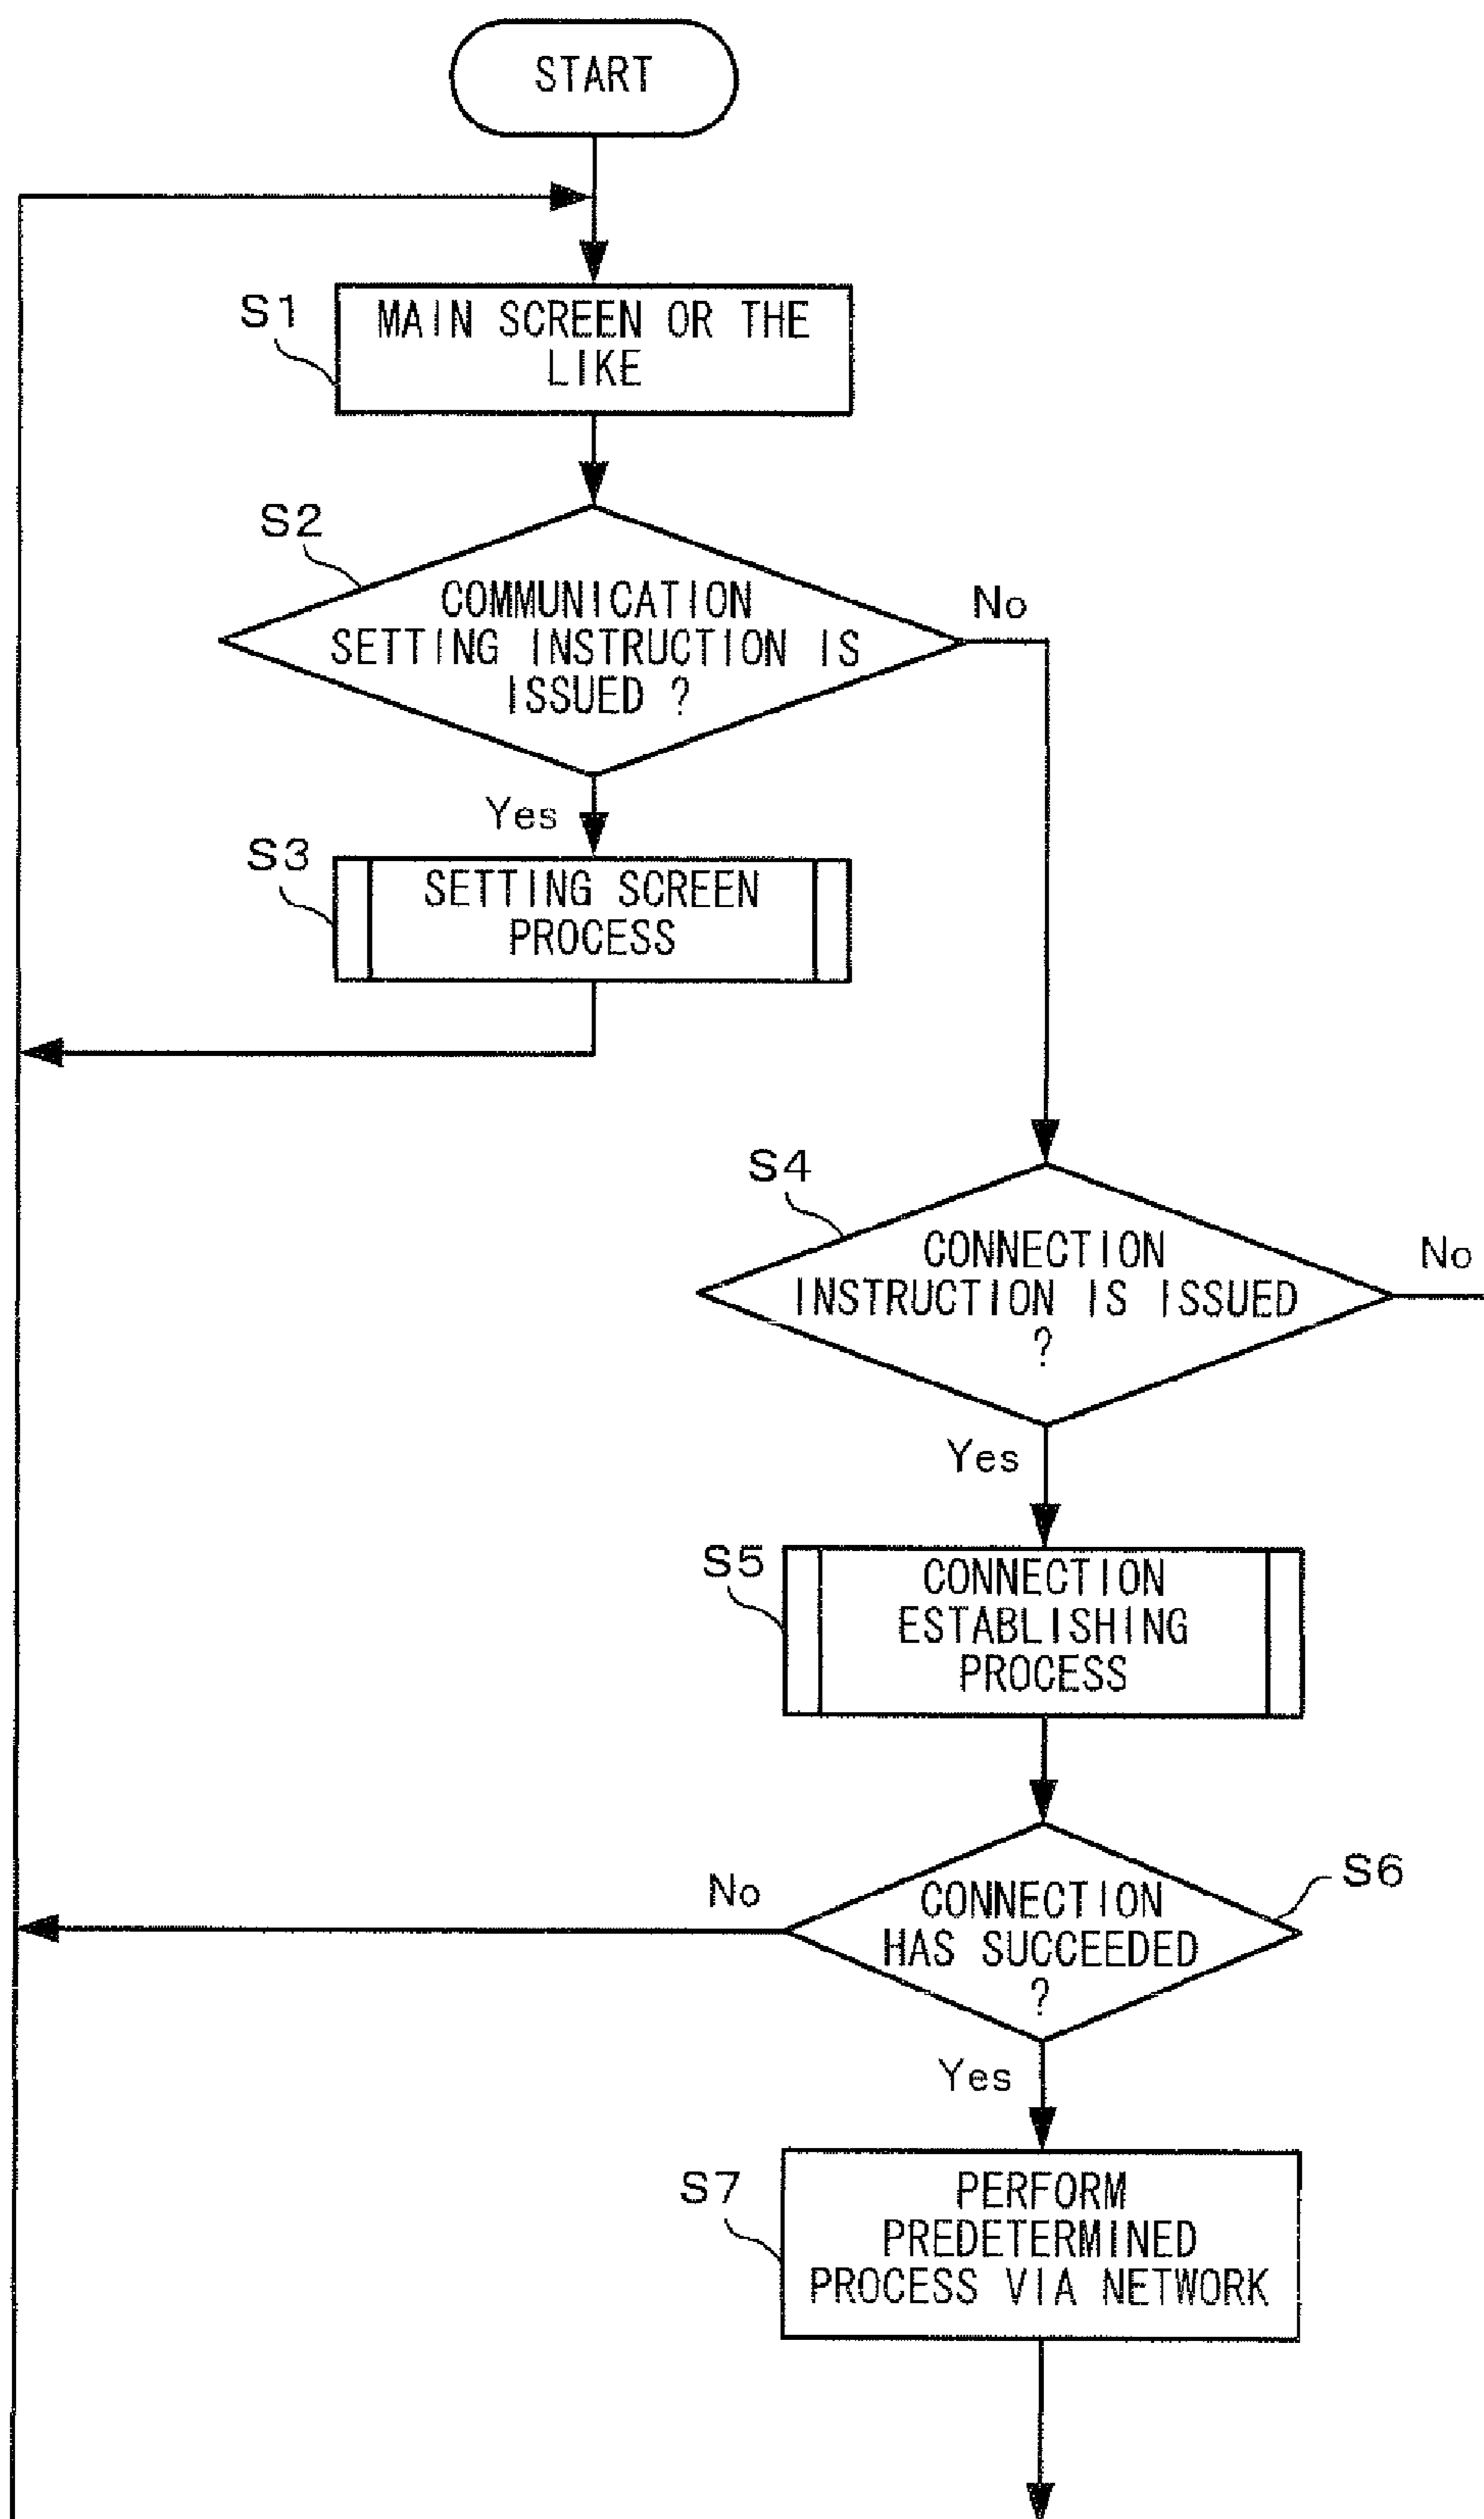 START
S1
MAIN SCREEN OR THE
LIKE
S2
COMMUNICATION
SETTING INSTRUCTION IS
ISSUED ?
No
Yes
S3
SETTING SCREEN
PROCESS
S4
CONNECTION
INSTRUCTION IS ISSUED
?
No
Yes
S5
CONNECTION
ESTABLISHING
PROCESS
S6
CONNECTION
HAS SUCCEEDED
?
No
Yes
S7
PERFORM
PREDETERMINED
PROCESS VIA NETWORK